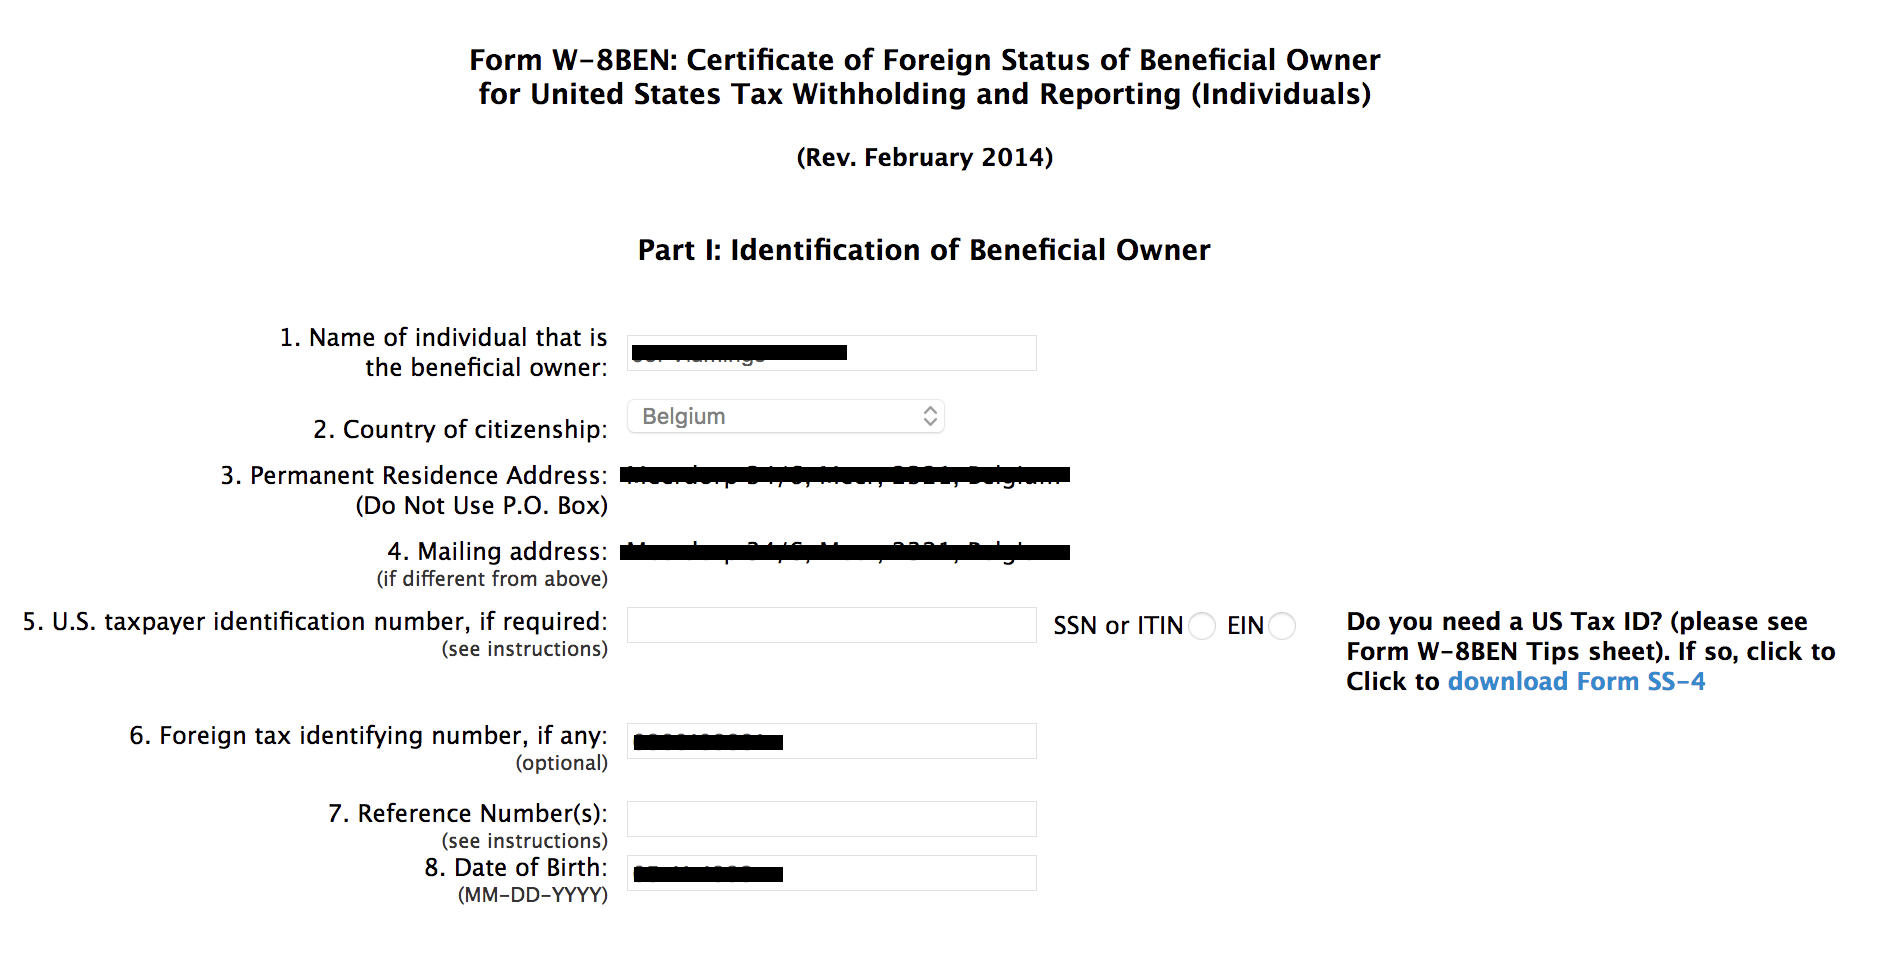 Form W-8BEN: Certificate of Foreign Status of Beneficial Owner
for United States Tax Withholding and Reporting (Individuals)
(Rev. February 2014)
Part I: Identification of Beneficial Owner
1. Name of individual that is
the beneficial owner:
2. Country of citizenship:
Belgium
3. Permanent Residence Address:
(Do Not Use P.O. Box)
4. Mailing address:
(if different from above)
5. U.S. taxpayer identification number, if required:
(see instructions)
SSN or ITIN EIN
Do you need a US Tax ID? (please see
Form W-8BEN Tips sheet). If so, click to
Click to download Form SS-4
6. Foreign tax identifying number, if any:
(optional)
7. Reference Number(s):
(see instructions)
8. Date of Birth:
(MM-DD-YYYY)